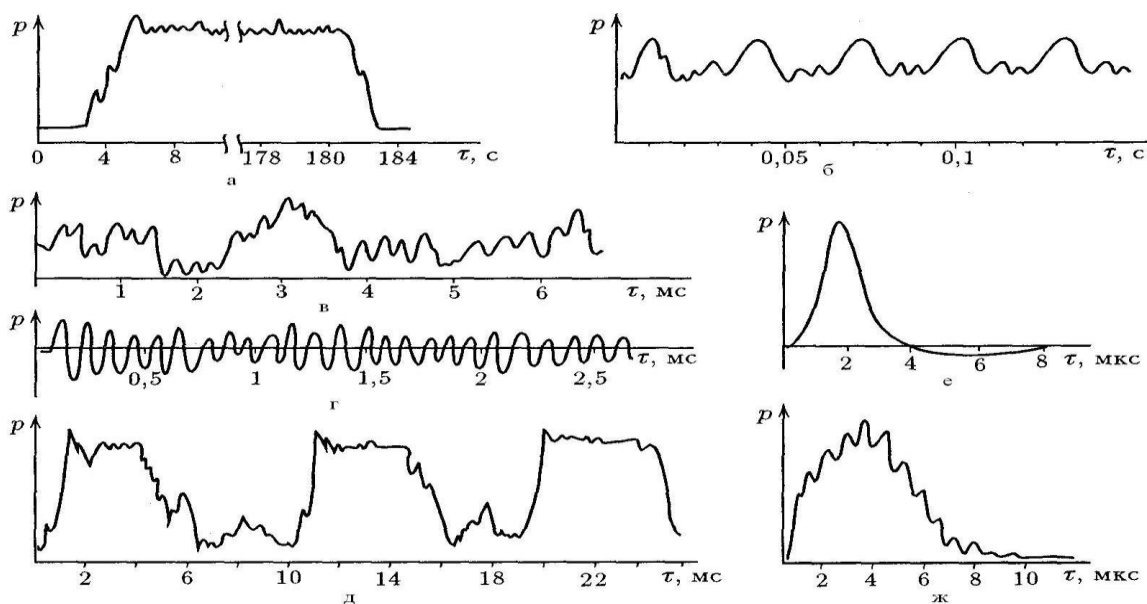 p
0 4 8 178 180 184 τ, с
а
p
0,05 0,1 τ, с
б
p
1 2 3 4 5 6 τ, мс
в
p
0,5 1 1,5 2 2,5 τ, мс
г
p
2 4 8 τ, мкс
е
p
2 6 10 14 18 22 τ, мс
д
p
2 4 6 8 10 τ, мкс
ж